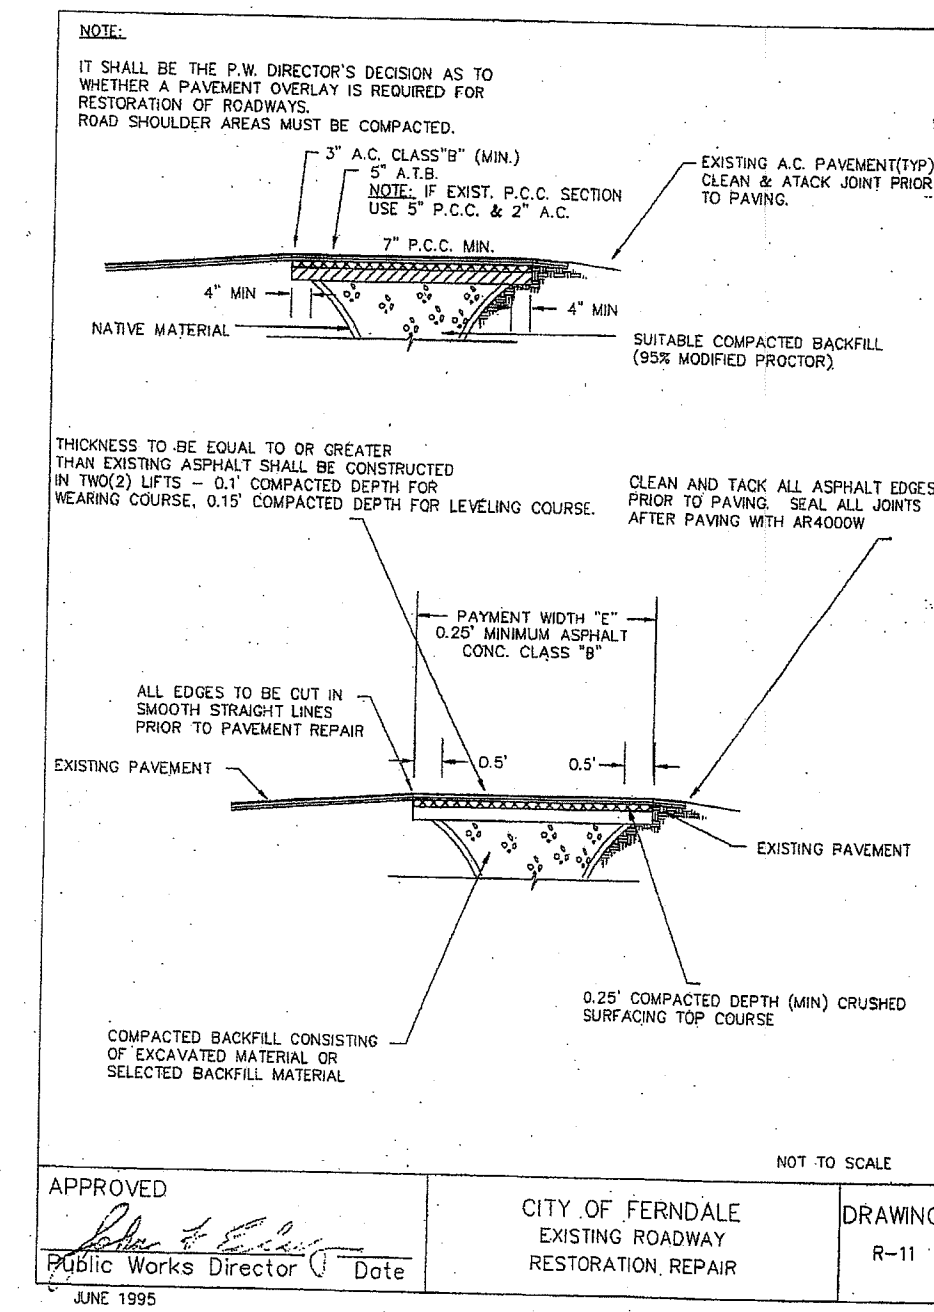 NOTE:
IT SHALL BE THE P.W. DIRECTOR'S DECISION AS TO
WHETHER A PAVEMENT OVERLAY IS REQUIRED FOR
RESTORATION OF ROADWAYS.
ROAD SHOULDER AREAS MUST BE COMPACTED.
3" A.C. CLASS"B" (MIN.)
5" A.T.B.
NOTE: IF EXIST. P.C.C. SECTION
USE 5" P.C.C. & 2" A.C.
EXISTING A.C. PAVEMENT(TYP)
CLEAN & ATACK JOINT PRIOR
TO PAVING.
7" P.C.C. MIN.
4" MIN
4" MIN
NATIVE MATERIAL
SUITABLE COMPACTED BACKFILL
(95% MODIFIED PROCTOR)
THICKNESS TO BE EQUAL TO OR GREATER
THAN EXISTING ASPHALT SHALL BE CONSTRUCTED
IN TWO(2) LIFTS – 0.1' COMPACTED DEPTH FOR
WEARING COURSE, 0.15' COMPACTED DEPTH FOR LEVELING COURSE.
CLEAN AND TACK ALL ASPHALT EDGES
PRIOR TO PAVING. SEAL ALL JOINTS
AFTER PAVING WITH AR4000W
PAYMENT WIDTH "E"
0.25' MINIMUM ASPHALT
CONC. CLASS "B"
ALL EDGES TO BE CUT IN
SMOOTH STRAIGHT LINES
PRIOR TO PAVEMENT REPAIR
0.5'
0.5'
EXISTING PAVEMENT
EXISTING PAVEMENT
0.25' COMPACTED DEPTH (MIN) CRUSHED
SURFACING TOP COURSE
COMPACTED BACKFILL CONSISTING
OF EXCAVATED MATERIAL OR
SELECTED BACKFILL MATERIAL
NOT TO SCALE
APPROVED
Public Works Director
Date
CITY OF FERNDALE
EXISTING ROADWAY
RESTORATION REPAIR
DRAWING
R-11
JUNE 1995